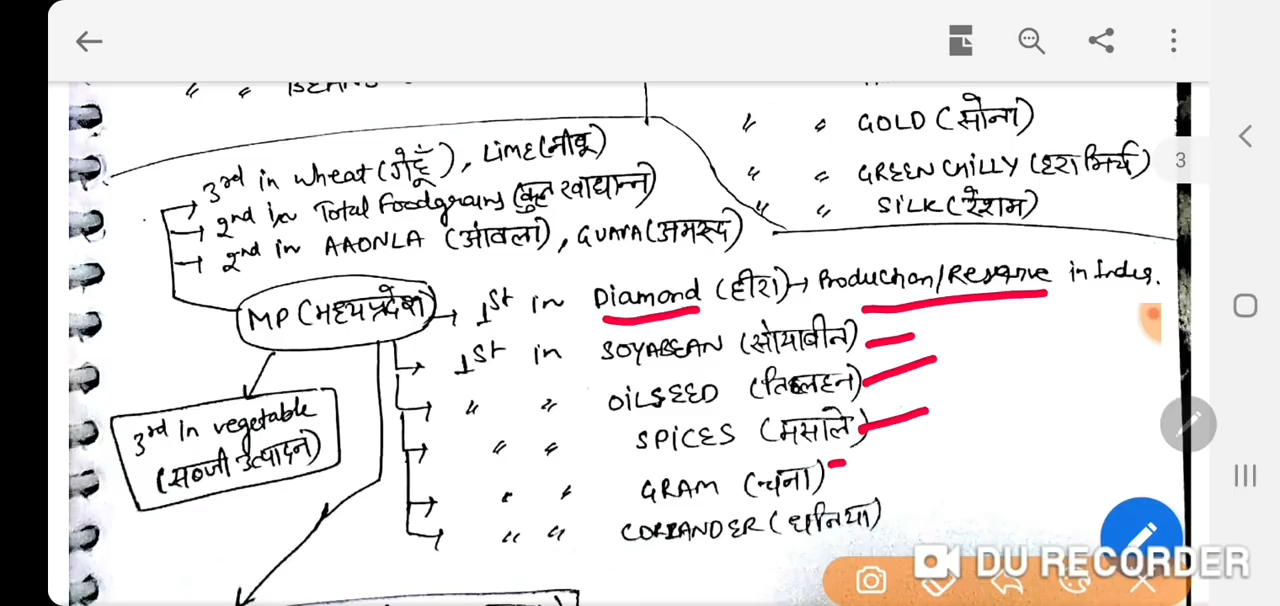 " " BEANS
" " GOLD (सोना)
" " GREEN CHILLY (हरा मिर्च)
" " SILK (रेशम)
3
3rd in wheat (गेहूँ), LIME (नीबू)
2nd in Total Foodgrains (कुल खाद्यान्न)
2nd in AAONLA (आंवला), GUAVA (अमरूद)
MP (मध्यप्रदेश)
1st in Diamond (हीरा) → Production/Reserve in India.
1st in SOYABEAN (सोयाबीन)
" " OILSEED (तिलहन)
" " SPICES (मसाले)
" " GRAM (चना)
" " CORIANDER (धनिया)
3rd in vegetable
(सब्जी उत्पादन)
DU RECORDER